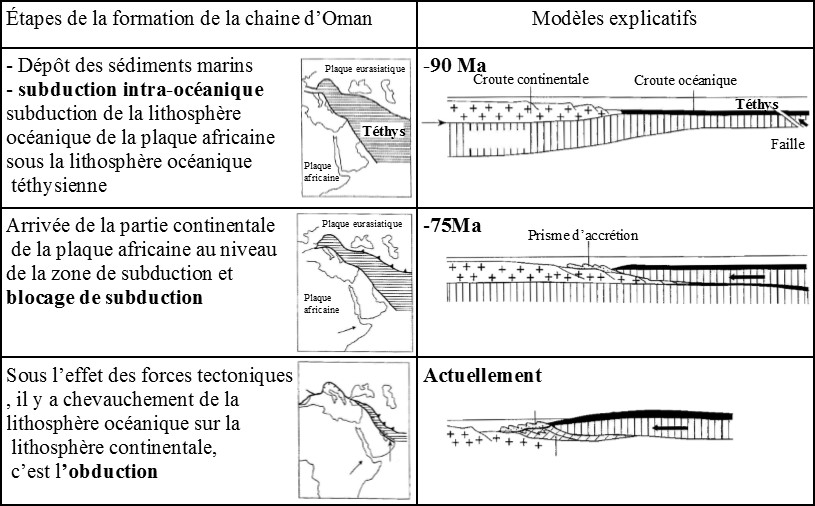 Étapes de la formation de la chaine d'Oman
Modèles explicatifs
- Dépôt des sédiments marins
- subduction intra-océanique
subduction de la lithosphère
océanique de la plaque africaine
sous la lithosphère océanique
téthysienne
Plaque eurasiatique
Téthys
Plaque
africaine
-90 Ma
Croute continentale
Croute océanique
Téthys
Faille
Arrivée de la partie continentale
de la plaque africaine au niveau
de la zone de subduction et
blocage de subduction
Plaque eurasiatique
Plaque
africaine
-75Ma
Prisme d'accrétion
Sous l'effet des forces tectoniques
, il y a chevauchement de la
lithosphère océanique sur la
lithosphère continentale,
c'est l'obduction
Actuellement